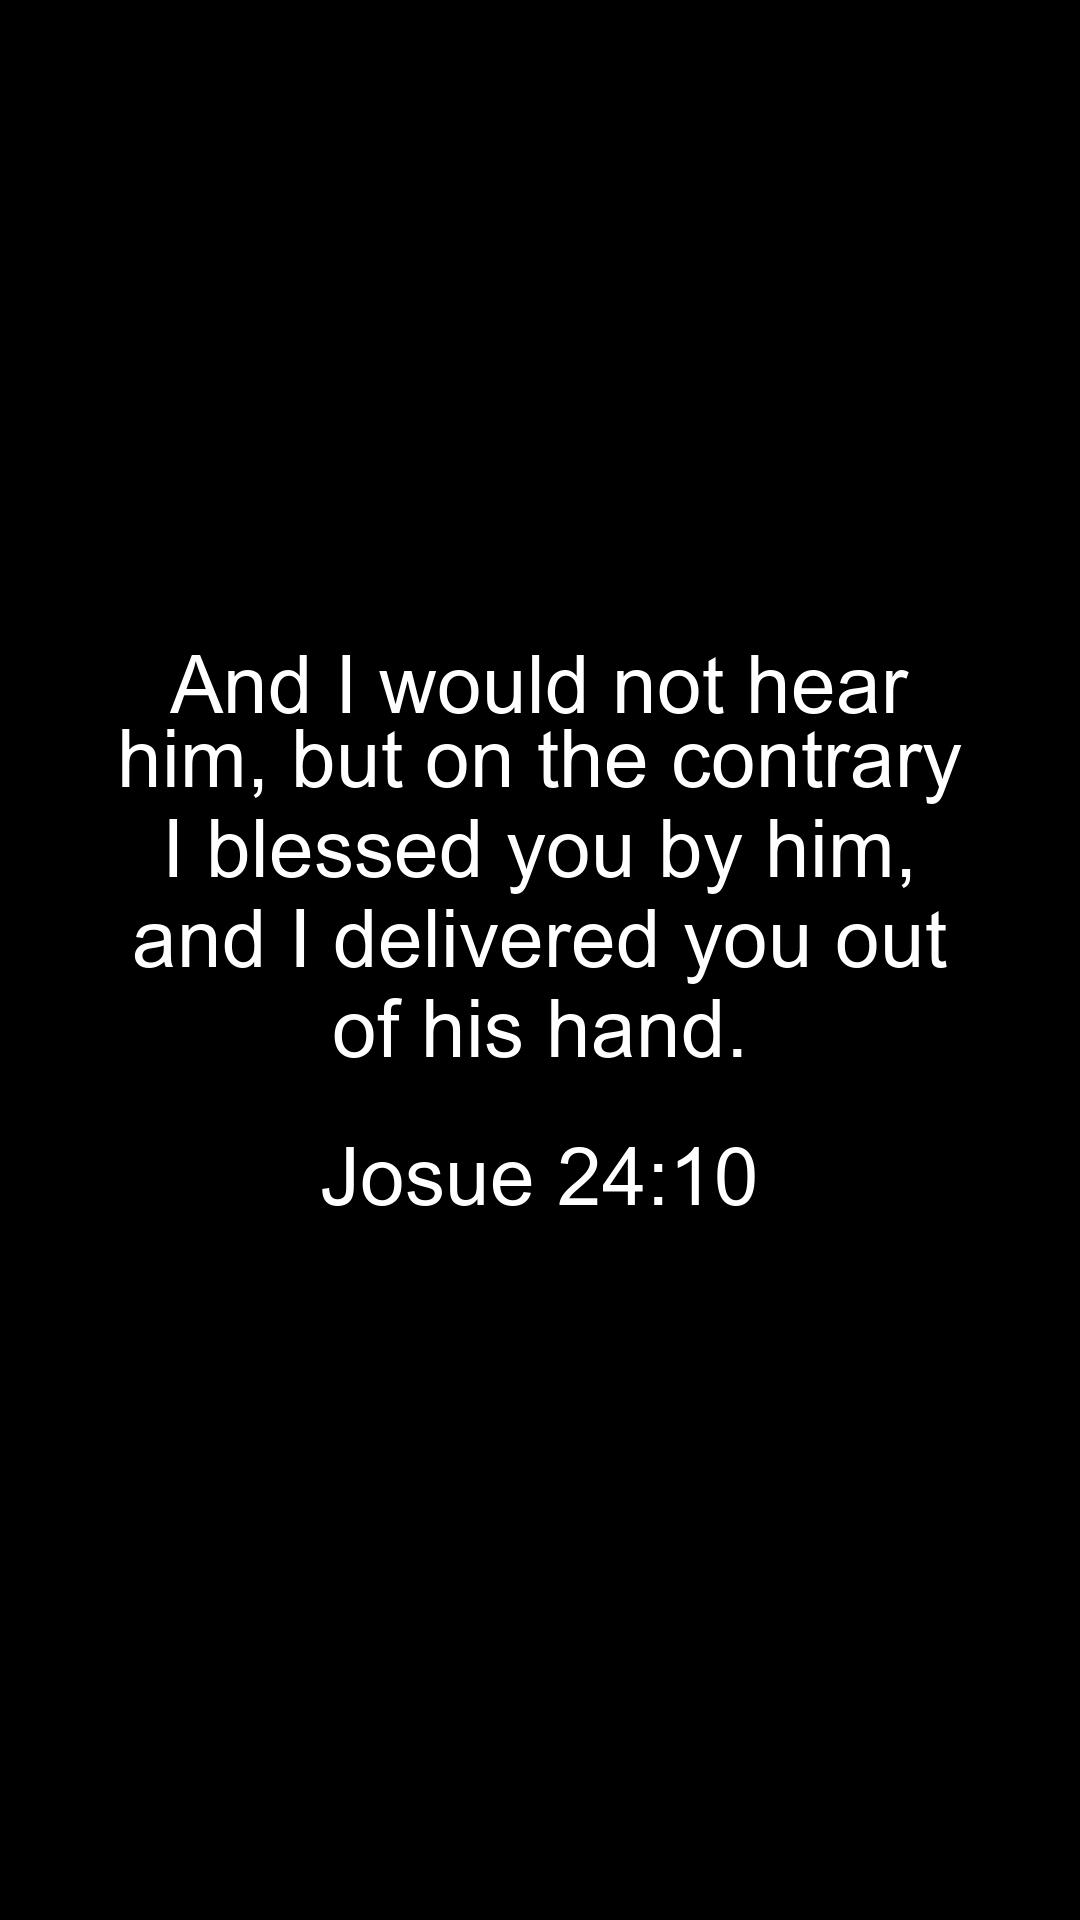 And I would not hear
him, but on the contrary
I blessed you by him,
and I delivered you out
of his hand.
Josue 24:10